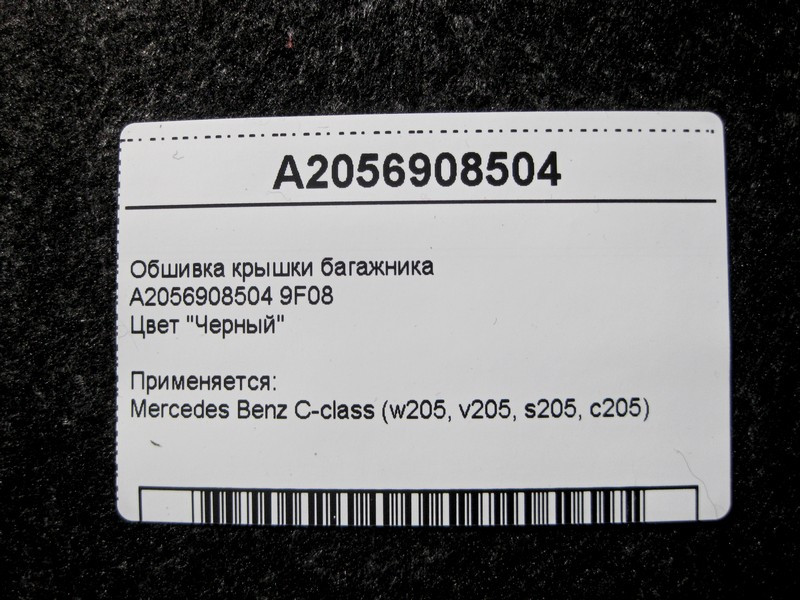 A2056908504
Обшивка крышки багажника
A2056908504 9F08
Цвет "Черный"
Применяется:
Mercedes Benz C-class (w205, v205, s205, c205)